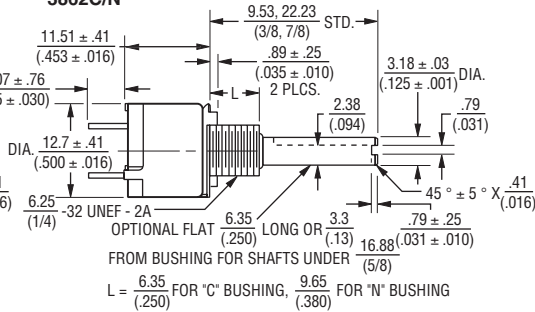 3862C/N
9.53, 22.23 STD.
(3/8, 7/8)
11.51 ± .41
(.453 ± .016)
.89 ± .25
(.035 ± .010)
2 PLCS.
3.18 ± .03 DIA.
(.125 ± .001)
07 ± .76
5 ± .030)
L
2.38
(.094)
.79
(.031)
DIA. 12.7 ± .41
(.500 ± .016)
6.25 -32 UNEF - 2A
(1/4)
45 ° ± 5 ° X .41
(.016)
OPTIONAL FLAT 6.35 LONG OR 3.3
(.250) (.13)
.79 ± .25
(.031 ± .010)
FROM BUSHING FOR SHAFTS UNDER 16.88
(5/8)
L = 6.35 FOR "C" BUSHING, 9.65 FOR "N" BUSHING
(.250) (.380)